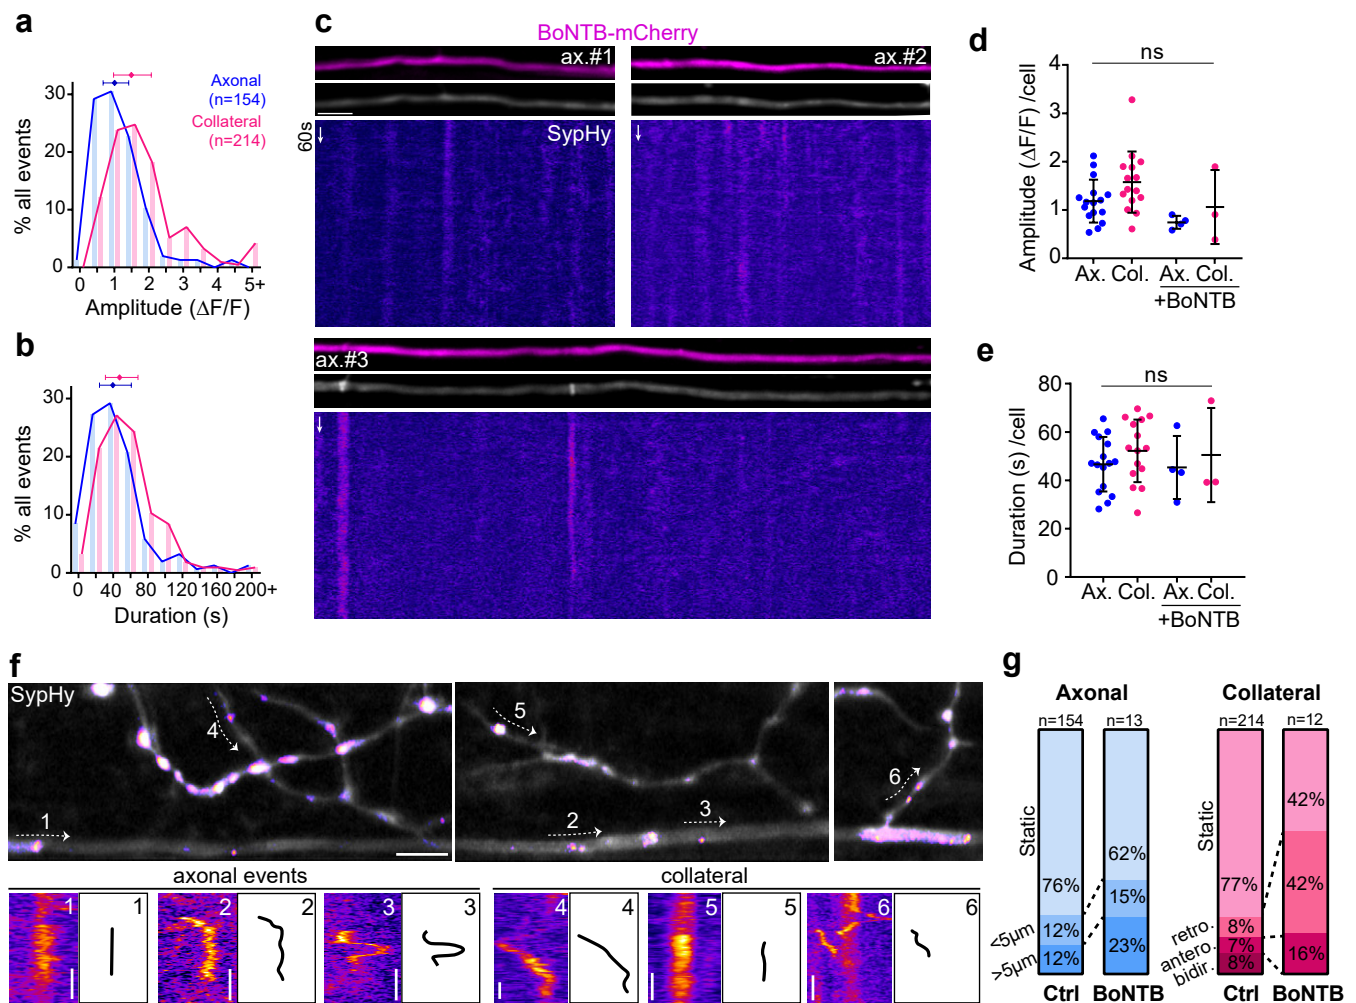 a
Axonal
(n=154)
Collateral
(n=214)
% all events
30
20
10
0
0 1 2 3 4 5+
Amplitude (ΔF/F)
b
% all events
30
20
10
0
0 40 80 120 160 200+
Duration (s)
c
BoNTB-mCherry
ax.#1
ax.#2
60s
SypHy
ax.#3
d
ns
Amplitude (ΔF/F) /cell
4
3
2
1
0
Ax. Col. Ax. Col.
+BoNTB
e
ns
Duration (s) /cell
80
60
40
20
0
Ax. Col. Ax. Col.
+BoNTB
f
SypHy
1
4
5
2
3
6
axonal events
collateral
1 1 2 2 3 3 4 4 5 5 6 6
g
Axonal
Collateral
n=154 n=13
n=214 n=12
Static
76%
12%
12%
62%
15%
23%
<5µm
>5µm
Static
77%
8%
7%
8%
42%
42%
16%
retro.
antero.
bidir.
Ctrl BoNTB
Ctrl BoNTB